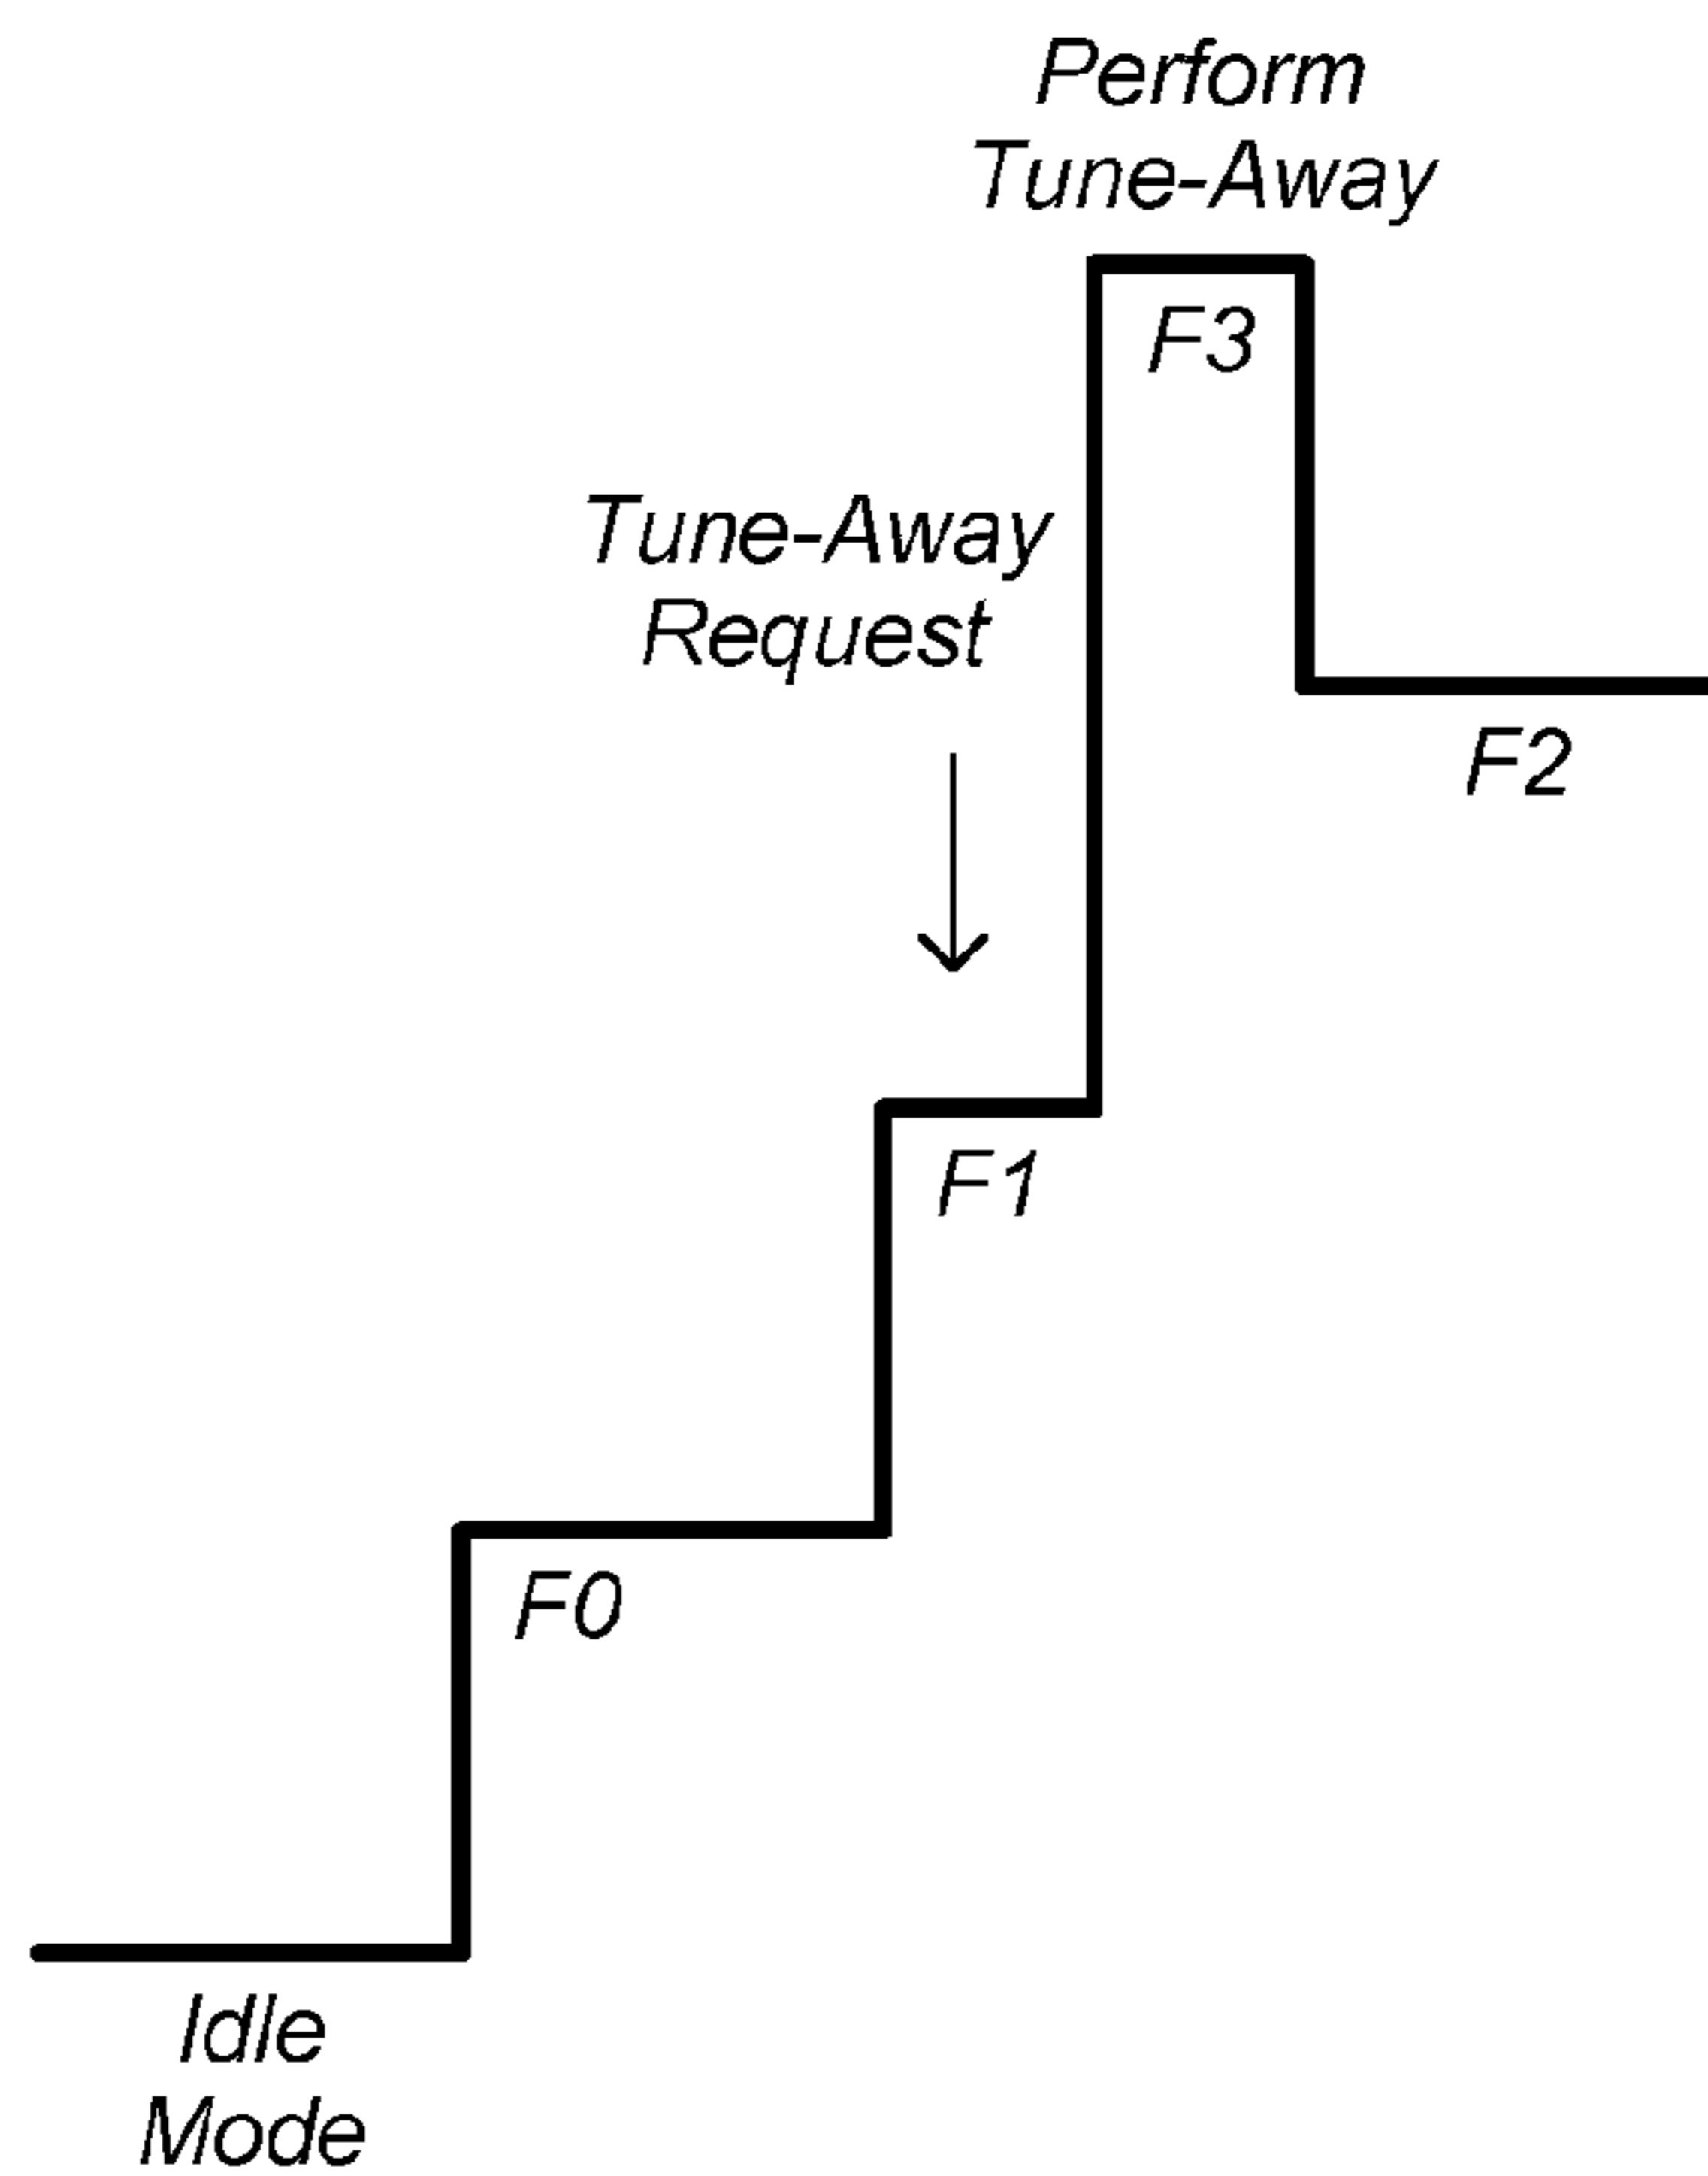 Perform
Tune-Away
F3
Tune-Away
Request
F2
F1
F0
Idle
Mode